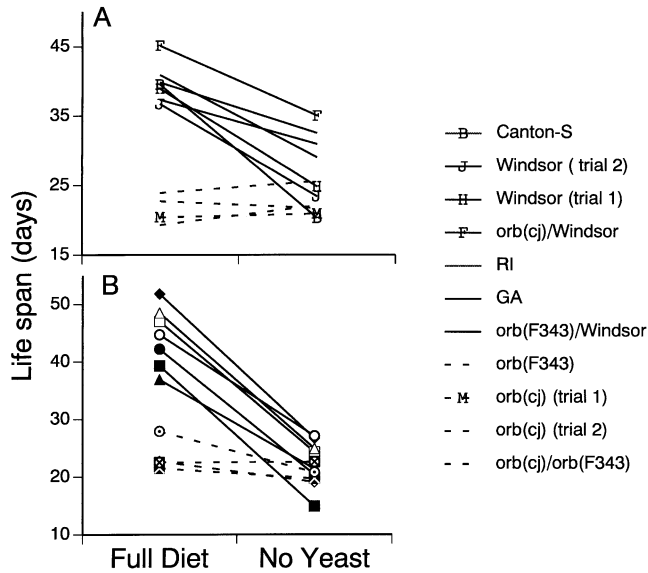 A
45
35
25
15
Life span (days)
B
50
40
30
20
10
Full Diet No Yeast
B Canton-S
J Windsor ( trial 2)
H Windsor (trial 1)
F orb(cj)/Windsor
RI
GA
orb(F343)/Windsor
orb(F343)
M orb(cj) (trial 1)
orb(cj) (trial 2)
orb(cj)/orb(F343)